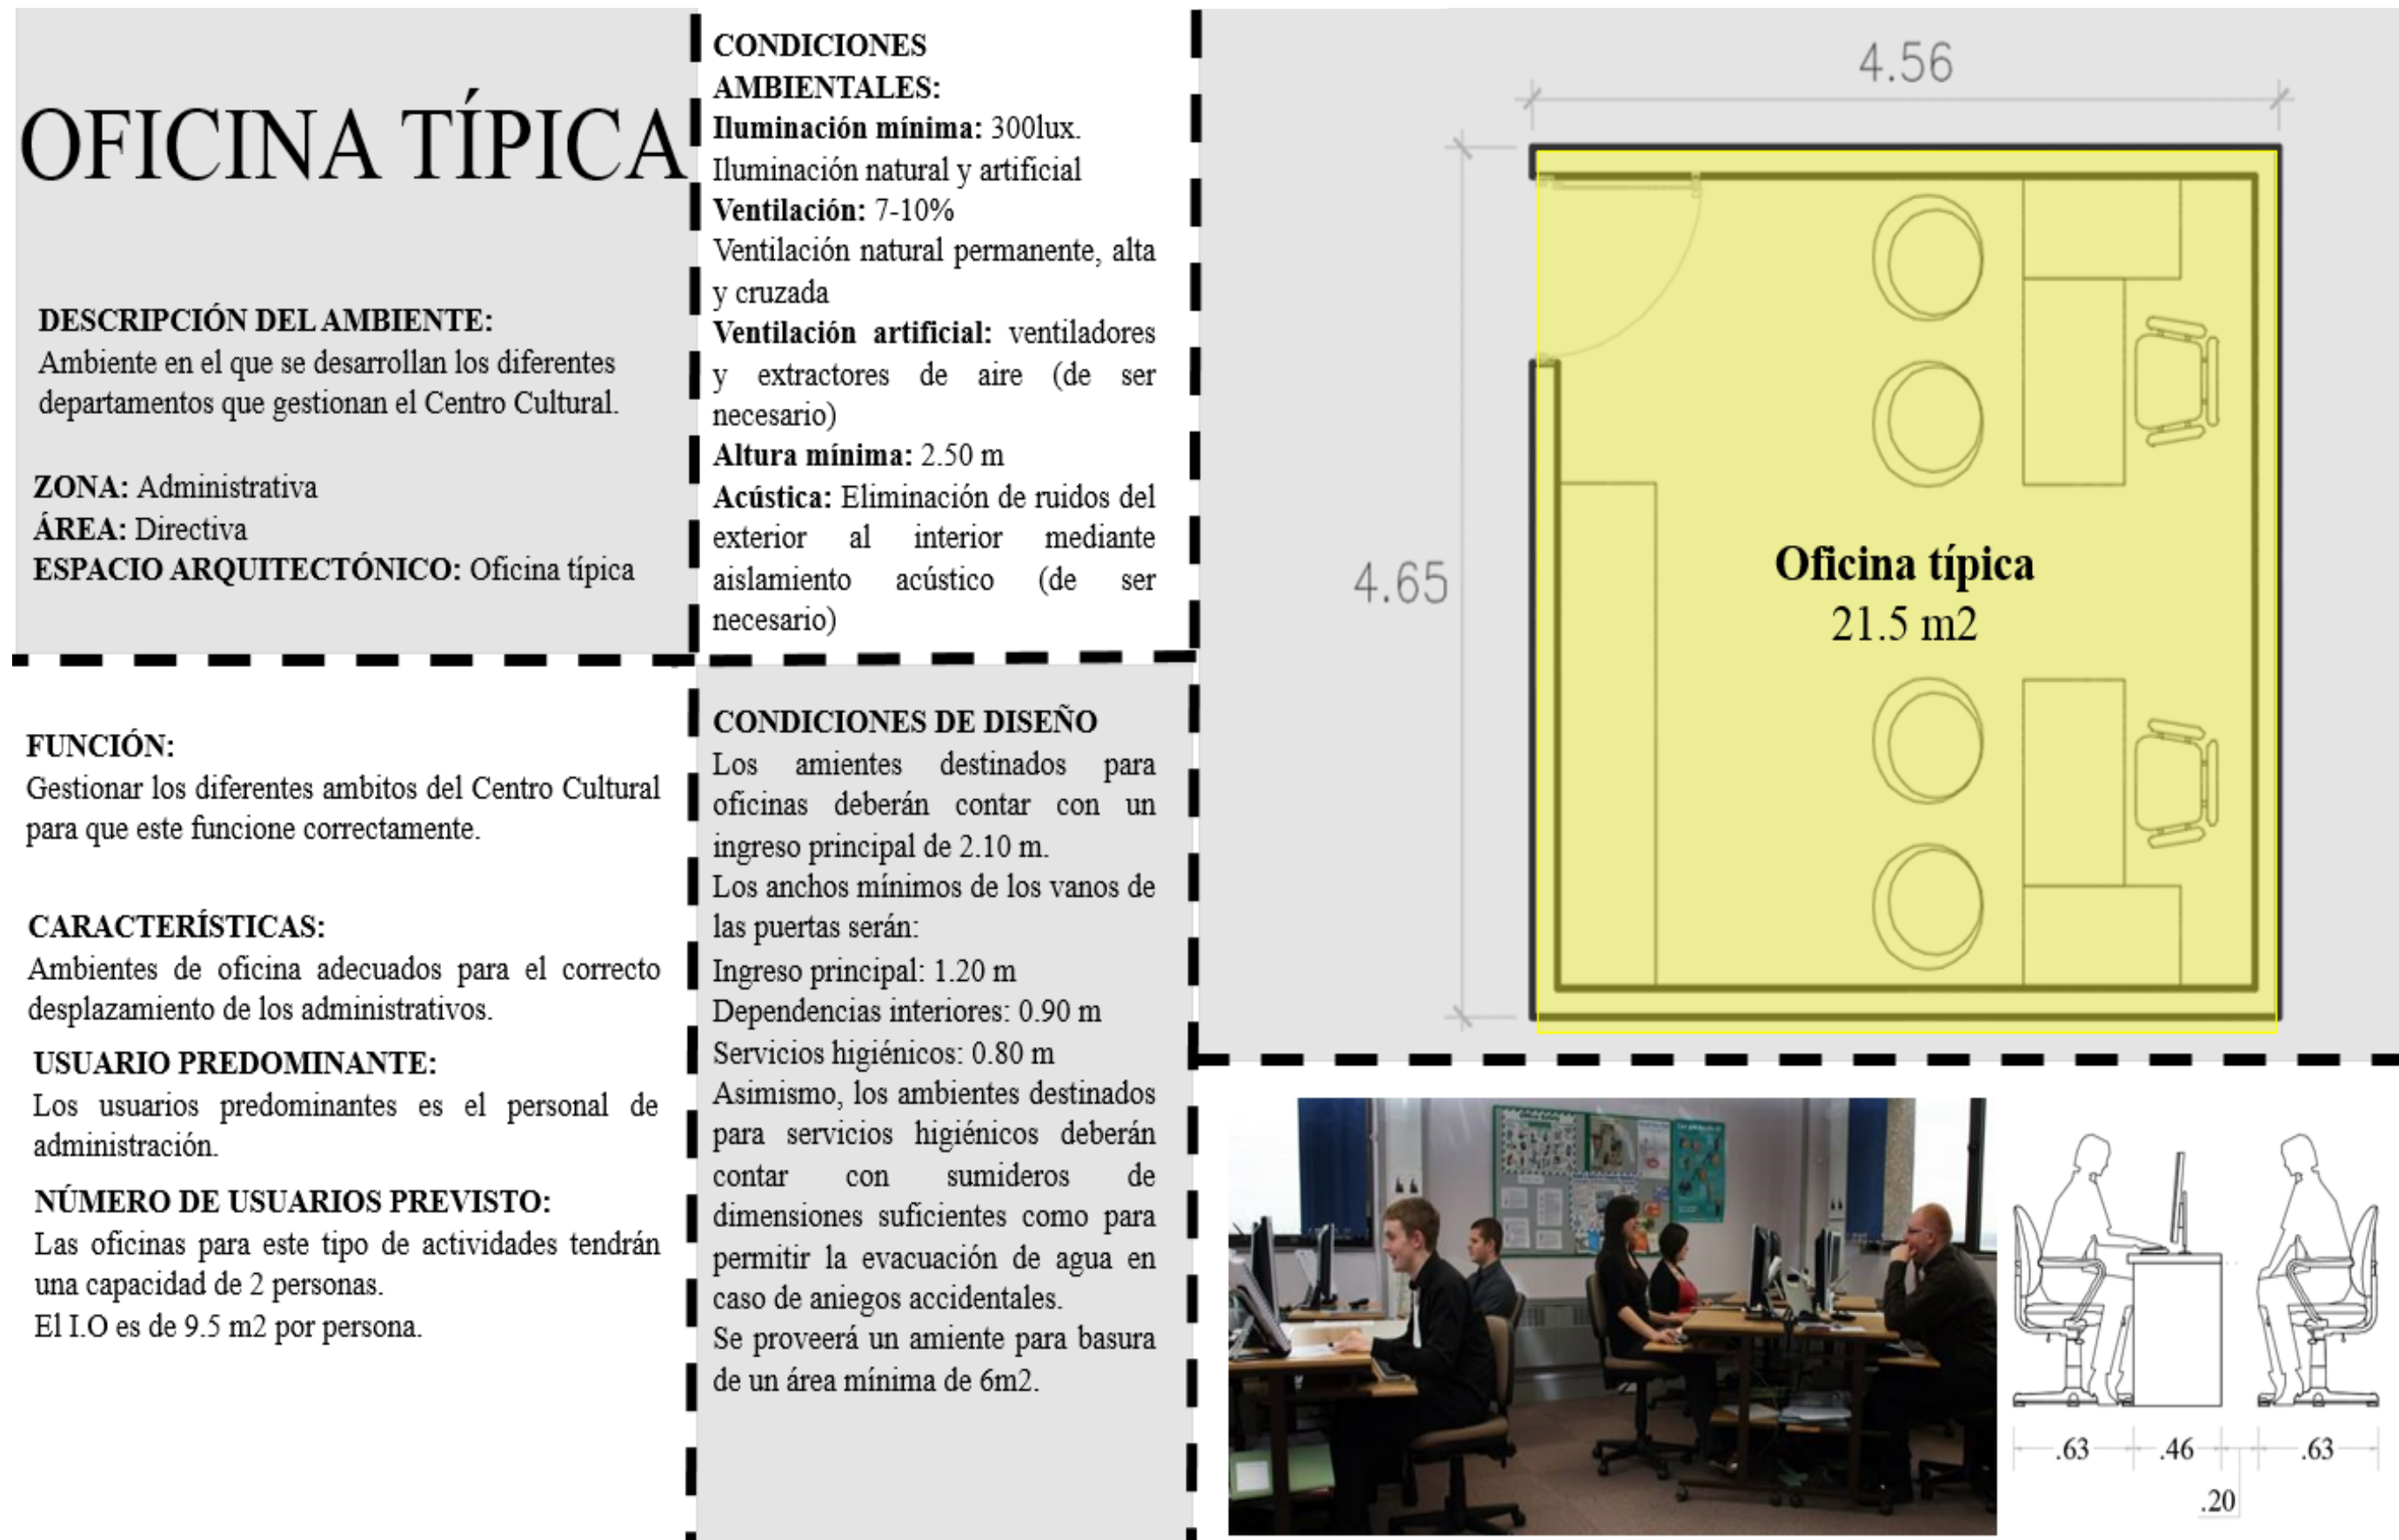 OFICINA TÍPICA
DESCRIPCIÓN DEL AMBIENTE:
Ambiente en el que se desarrollan los diferentes
departamentos que gestionan el Centro Cultural.
ZONA: Administrativa
ÁREA: Directiva
ESPACIO ARQUITECTÓNICO: Oficina típica
FUNCIÓN:
Gestionar los diferentes ambitos del Centro Cultural
para que este funcione correctamente.
CARACTERÍSTICAS:
Ambientes de oficina adecuados para el correcto
desplazamiento de los administrativos.
USUARIO PREDOMINANTE:
Los usuarios predominantes es el personal de
administración.
NÚMERO DE USUARIOS PREVISTO:
Las oficinas para este tipo de actividades tendrán
una capacidad de 2 personas.
El I.O es de 9.5 m2 por persona.
CONDICIONES
AMBIENTALES:
Iluminación mínima: 300lux.
Iluminación natural y artificial
Ventilación: 7-10%
Ventilación natural permanente, alta
y cruzada
Ventilación artificial: ventiladores
y extractores de aire (de ser
necesario)
Altura mínima: 2.50 m
Acústica: Eliminación de ruidos del
exterior al interior mediante
aislamiento acústico (de ser
necesario)
CONDICIONES DE DISEÑO
Los amientes destinados para
oficinas deberán contar con un
ingreso principal de 2.10 m.
Los anchos mínimos de los vanos de
las puertas serán:
Ingreso principal: 1.20 m
Dependencias interiores: 0.90 m
Servicios higiénicos: 0.80 m
Asimismo, los ambientes destinados
para servicios higiénicos deberán
contar con sumideros de
dimensiones suficientes como para
permitir la evacuación de agua en
caso de aniegos accidentales.
Se proveerá un amiente para basura
de un área mínima de 6m2.
4.56
4.65
Oficina típica
21.5 m2
.63
.46
.63
.20